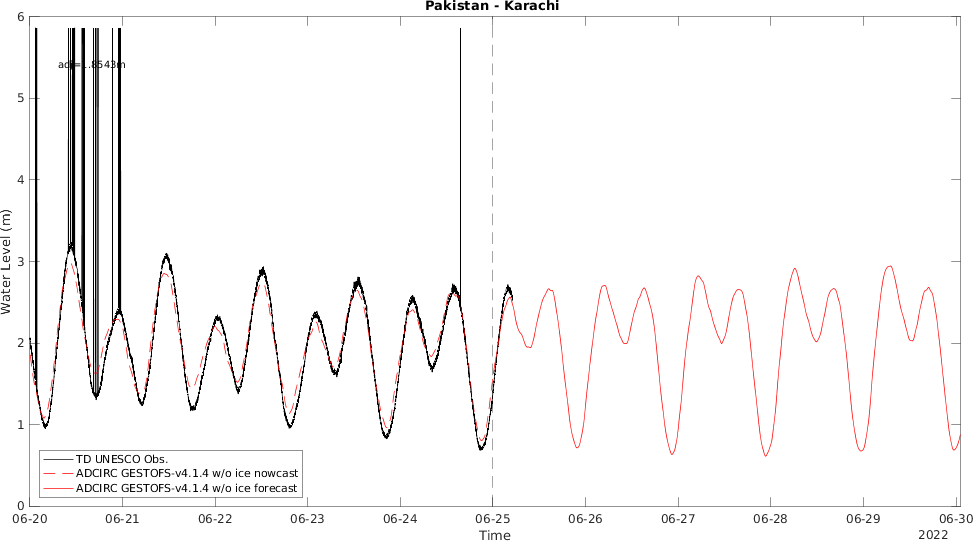 Pakistan - Karachi
6
5
4
3
2
1
0
Water Level (m)
TD UNESCO Obs.
ADCIRC GESTOFS-v4.1.4 w/o ice nowcast
ADCIRC GESTOFS-v4.1.4 w/o ice forecast
06-20 06-21 06-22 06-23 06-24 06-25 06-26 06-27 06-28 06-29 06-30
Time
2022